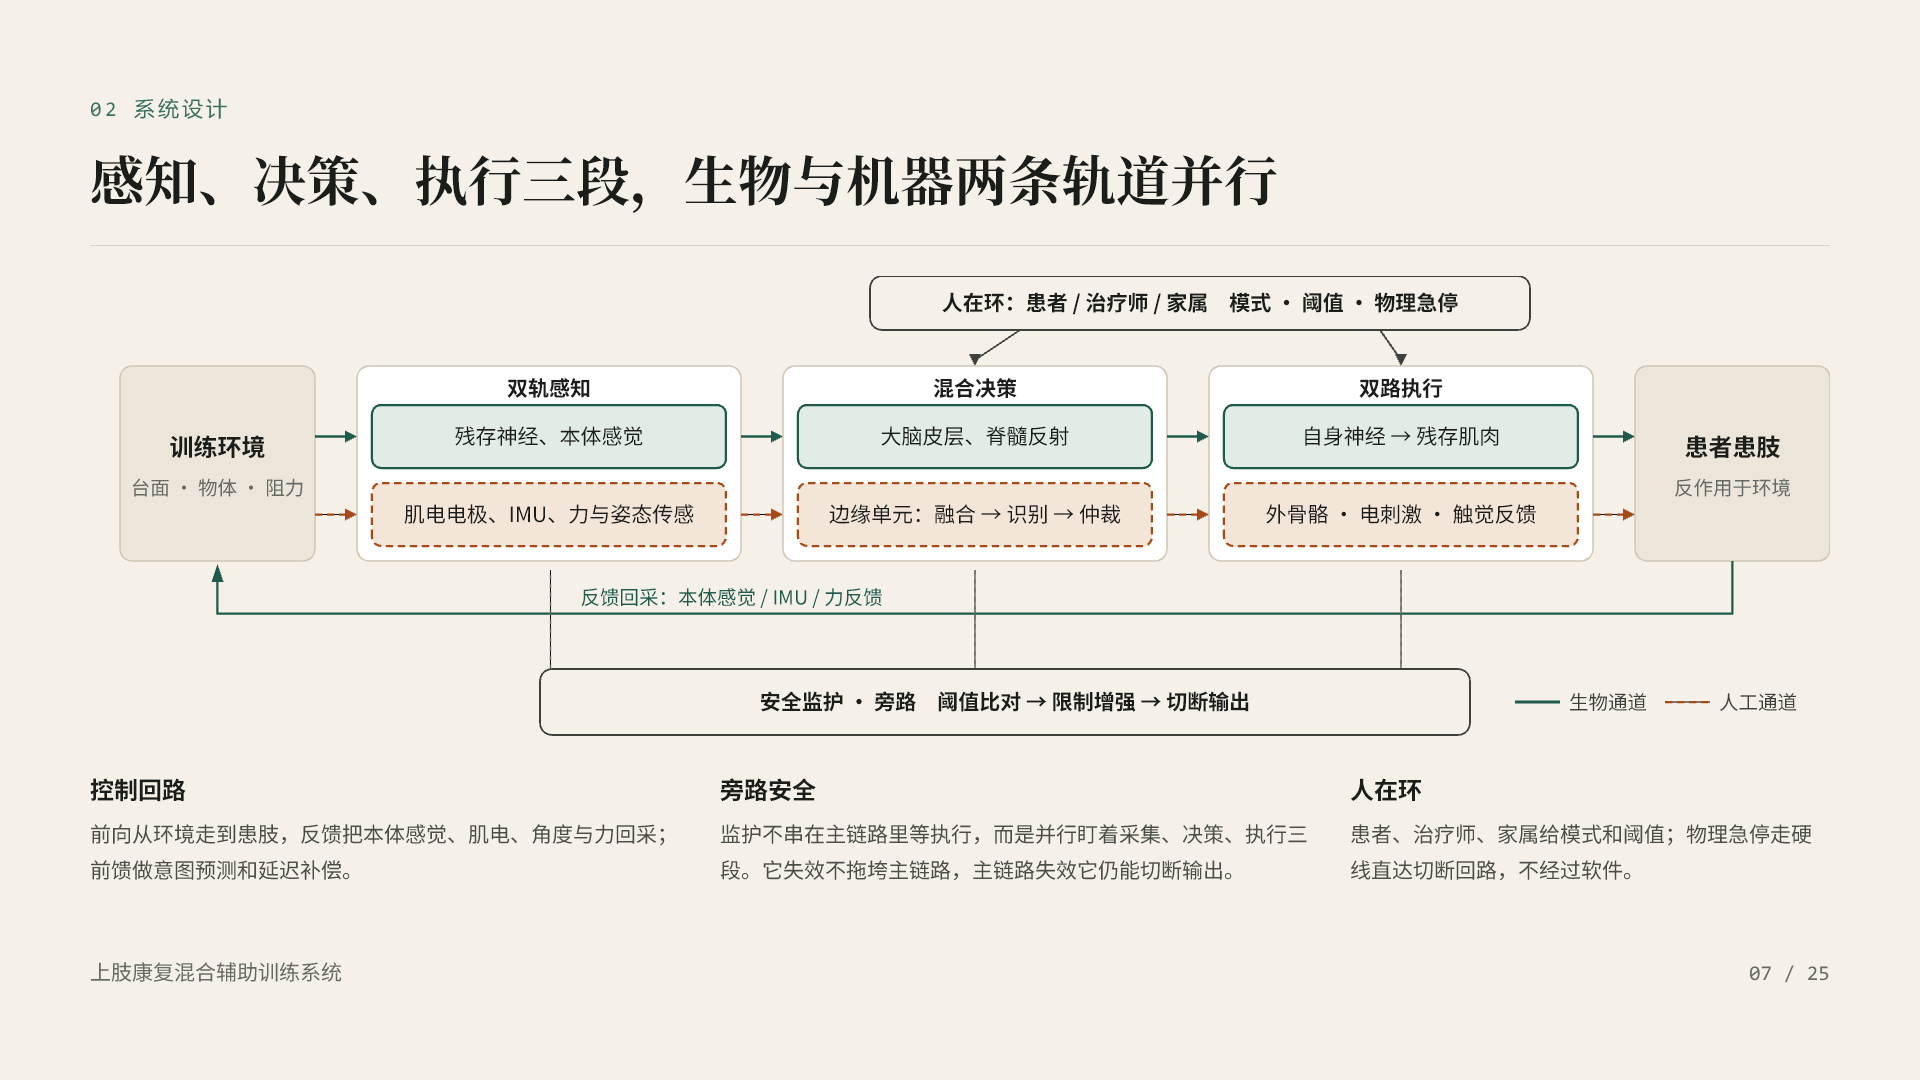 02 系统设计
感知、决策、执行三段，生物与机器两条轨道并行
人在环：患者 / 治疗师 / 家属　模式 · 阈值 · 物理急停
训练环境
台面 · 物体 · 阻力
双轨感知
残存神经、本体感觉
肌电电极、IMU、力与姿态传感
混合决策
大脑皮层、脊髓反射
边缘单元：融合 → 识别 → 仲裁
双路执行
自身神经 → 残存肌肉
外骨骼 · 电刺激 · 触觉反馈
患者患肢
反作用于环境
反馈回采：本体感觉 / IMU / 力反馈
安全监护 · 旁路　阈值比对 → 限制增强 → 切断输出
生物通道
人工通道
控制回路
前向从环境走到患肢，反馈把本体感觉、肌电、角度与力回采；
前馈做意图预测和延迟补偿。
旁路安全
监护不串在主链路里等执行，而是并行盯着采集、决策、执行三
段。它失效不拖垮主链路，主链路失效它仍能切断输出。
人在环
患者、治疗师、家属给模式和阈值；物理急停走硬
线直达切断回路，不经过软件。
上肢康复混合辅助训练系统
07 / 25